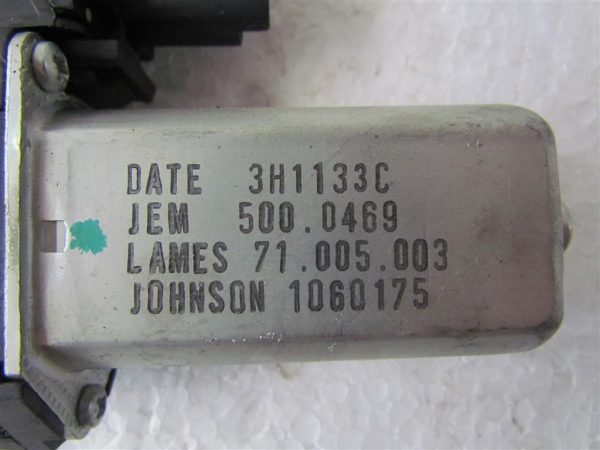 DATE 3H1133C
JEM 500.0469
LAMES 71.005.003
JOHNSON 1060175